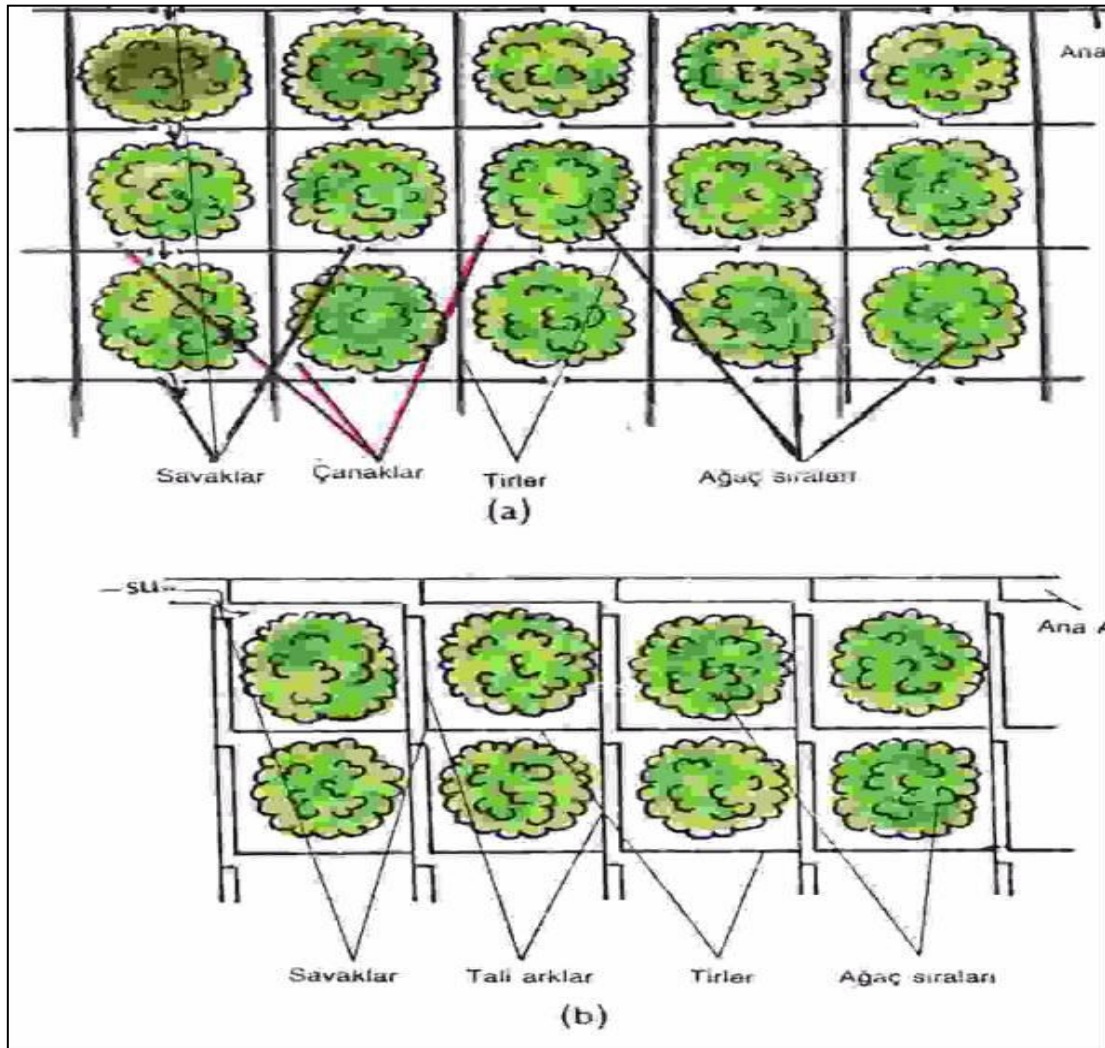 Ana
Savaklar Çanaklar Tirler Ağaç sıraları
(a)
su
Ana A
Savaklar Tali arklar Tirler Ağaç sıraları
(b)